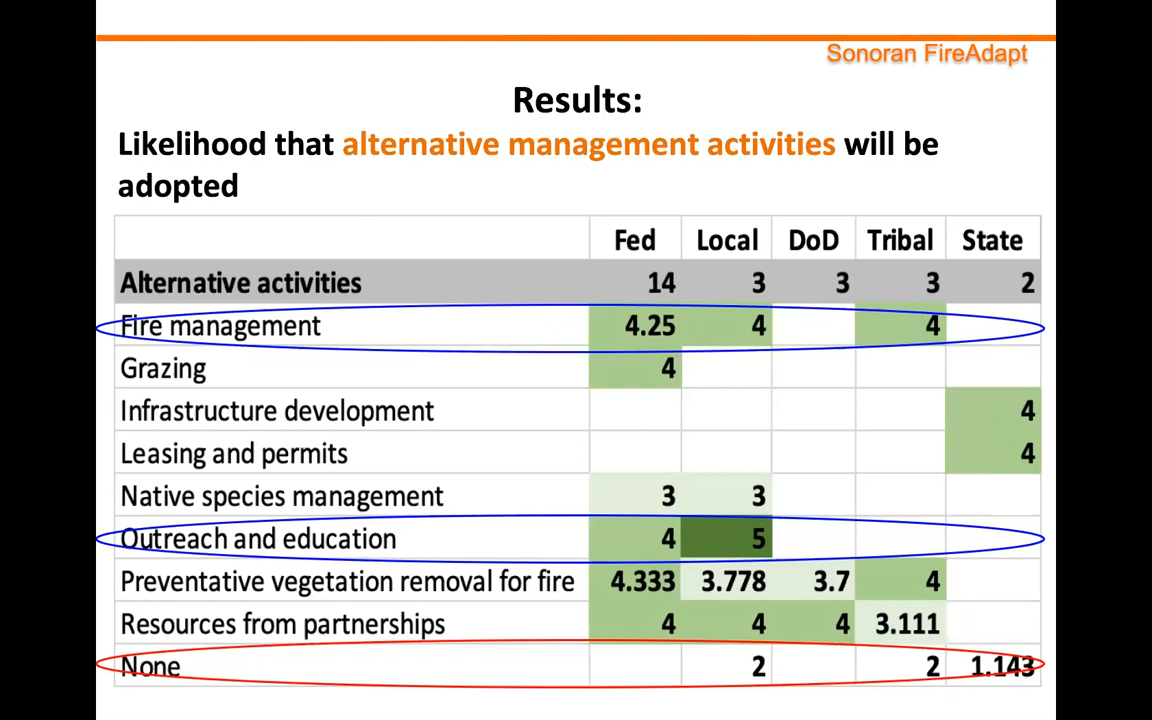 Sonoran FireAdapt
Results:
Likelihood that alternative management activities will be
adopted
Fed Local DoD Tribal State
Alternative activities 14 3 3 3 2
Fire management 4.25 4 4
Grazing 4
Infrastructure development 4
Leasing and permits 4
Native species management 3 3
Outreach and education 4 5
Preventative vegetation removal for fire 4.333 3.778 3.7 4
Resources from partnerships 4 4 4 3.111
None 2 2 1.143